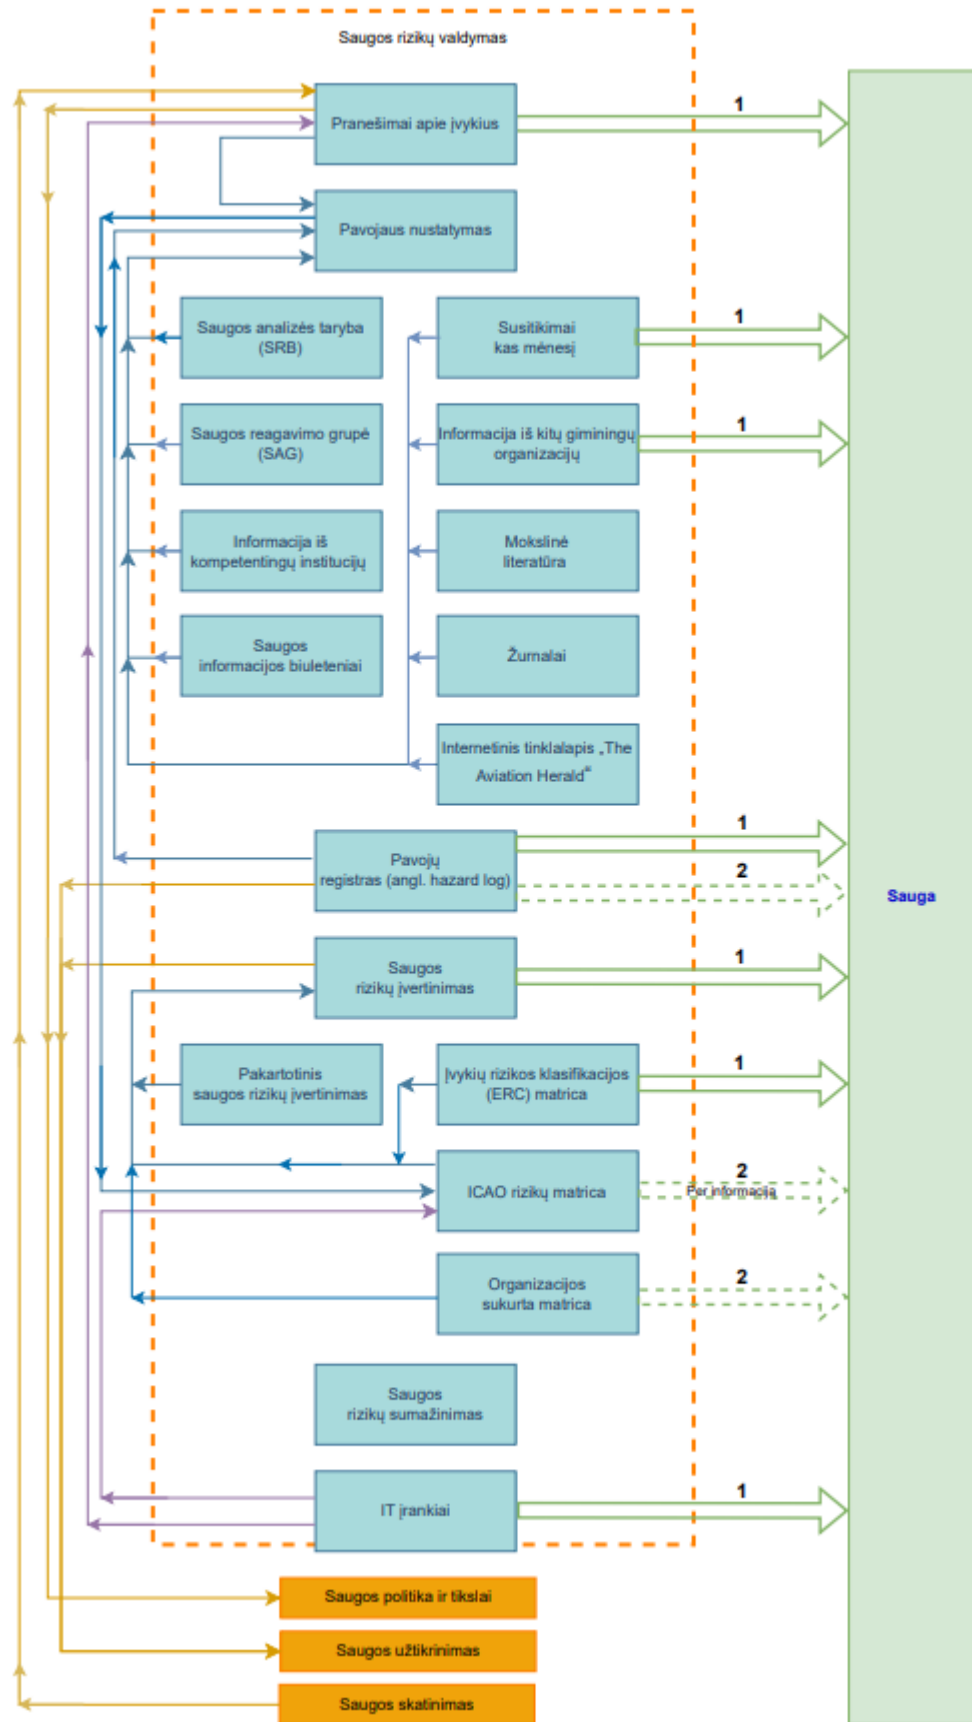 Saugos rizikų valdymas
Pranešimai apie įvykius
1
Pavojaus nustatymas
Saugos analizės taryba
(SRB)
Susitikimai
kas mėnesį
1
Saugos reagavimo grupė
(SAG)
Informacija iš kitų giminingų
organizacijų
1
Informacija iš
kompetentingų institucijų
Mokslinė
literatūra
Saugos
informacijos biuleteniai
Žurnalai
Internetinis tinklalapis „The
Aviation Herald“
Pavojų
registras (angl. hazard log)
1
2
Sauga
Saugos
rizikų įvertinimas
1
Pakartotinis
saugos rizikų įvertinimas
Įvykių rizikos klasifikacijos
(ERC) matrica
1
ICAO rizikų matrica
2
Per informaciją
Organizacijos
sukurta matrica
2
Saugos
rizikų sumažinimas
IT įrankiai
1
Saugos politika ir tikslai
Saugos užtikrinimas
Saugos skatinimas